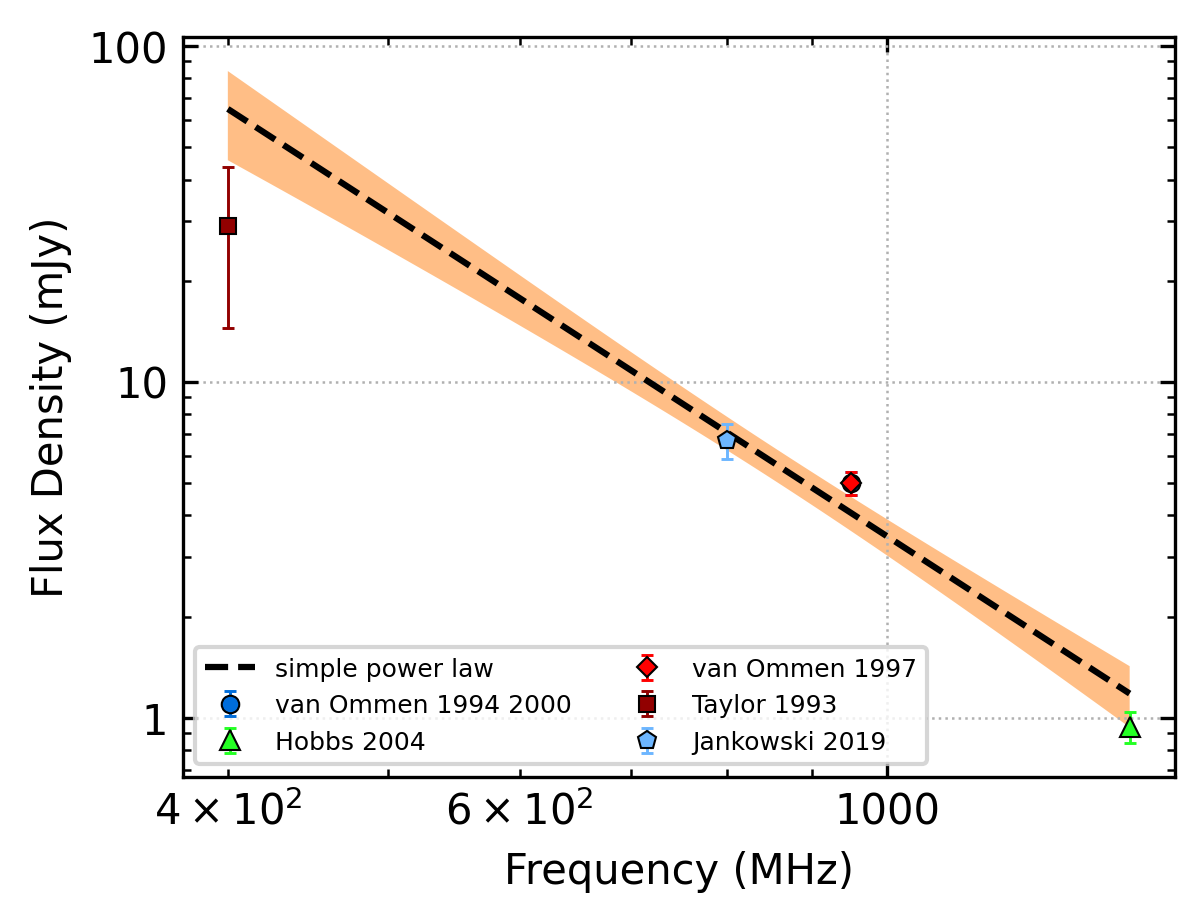 100
10
1
Flux Density (mJy)
simple power law
van Ommen 1994 2000
Hobbs 2004
van Ommen 1997
Taylor 1993
Jankowski 2019
4 × 10²
6 × 10²
1000
Frequency (MHz)